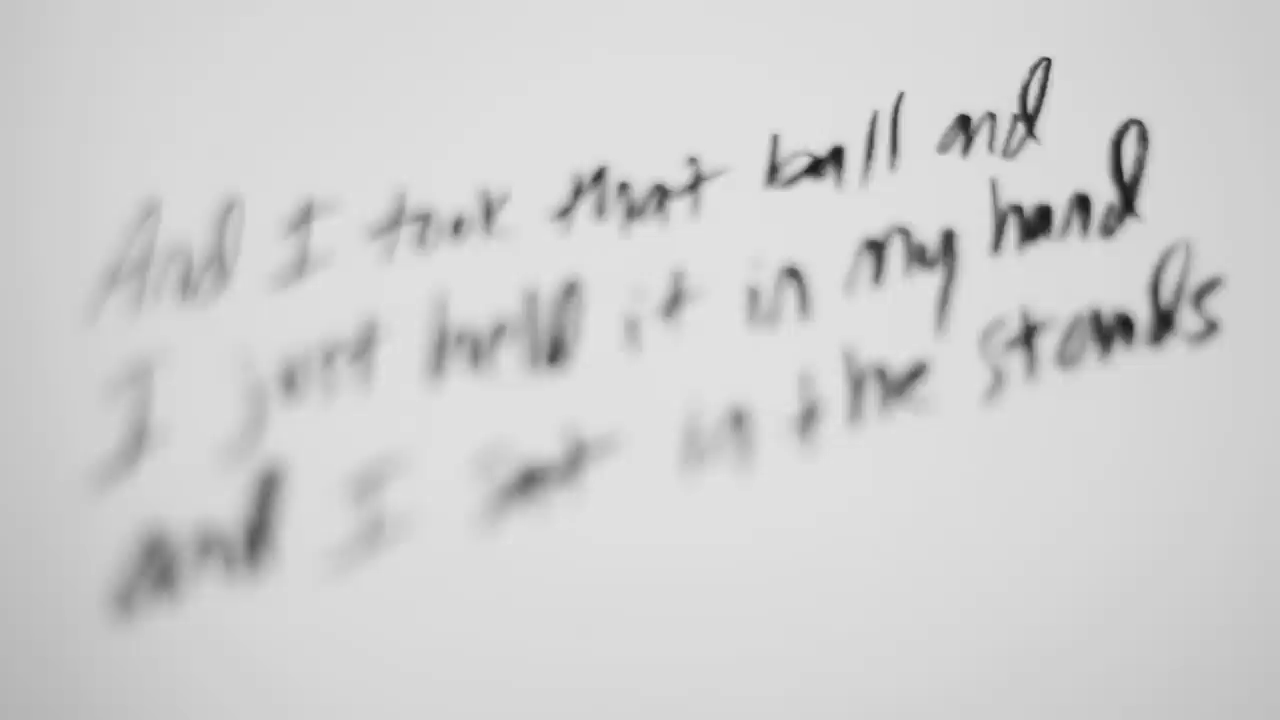 And I took that ball and
I just held it in my hand
and I sat in the stands